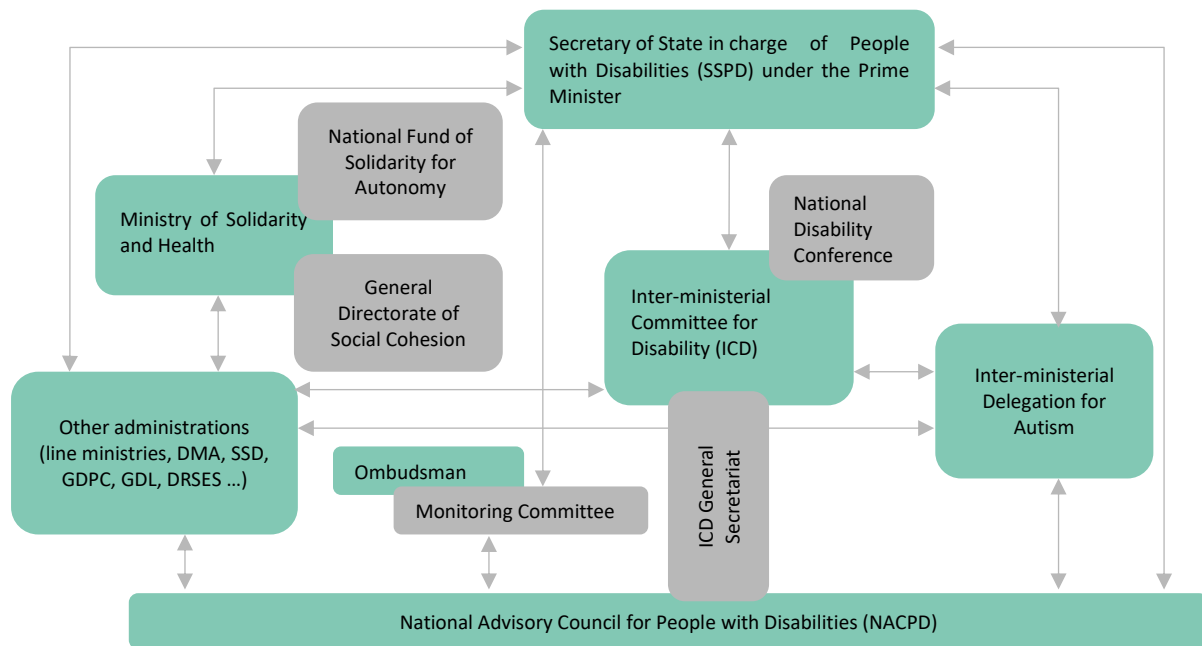 Secretary of State in charge of People
with Disabilities (SSPD) under the Prime
Minister
National Fund of
Solidarity for
Autonomy
Ministry of Solidarity
and Health
National
Disability
Conference
General
Directorate of
Social Cohesion
Inter-ministerial
Committee for
Disability (ICD)
Inter-ministerial
Delegation for
Autism
Other administrations
(line ministries, DMA, SSD,
GDPC, GDL, DRSES …)
Ombudsman
Monitoring Committee
ICD General
Secretariat
National Advisory Council for People with Disabilities (NACPD)